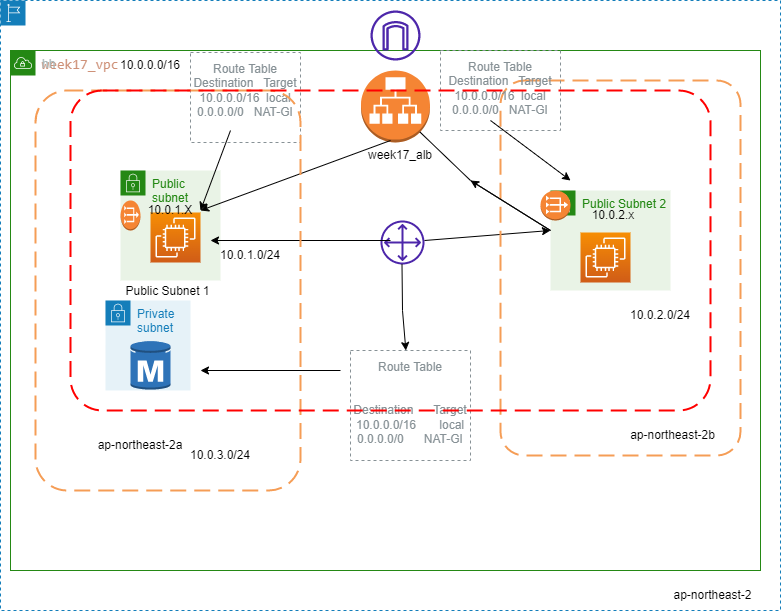 week17_vpc 10.0.0.0/16
Route Table
Destination Target
10.0.0.0/16 local
0.0.0.0/0 NAT-GI
Route Table
Destination Target
10.0.0.0/16 local
0.0.0.0/0 NAT-GI
week17_alb
Public
subnet
10.0.1.X
10.0.1.0/24
Public Subnet 1
Public Subnet 2
10.0.2.x
10.0.2.0/24
Private
subnet
M
Route Table
Destination Target
10.0.0.0/16 local
0.0.0.0/0 NAT-GI
ap-northeast-2a
10.0.3.0/24
ap-northeast-2b
ap-northeast-2